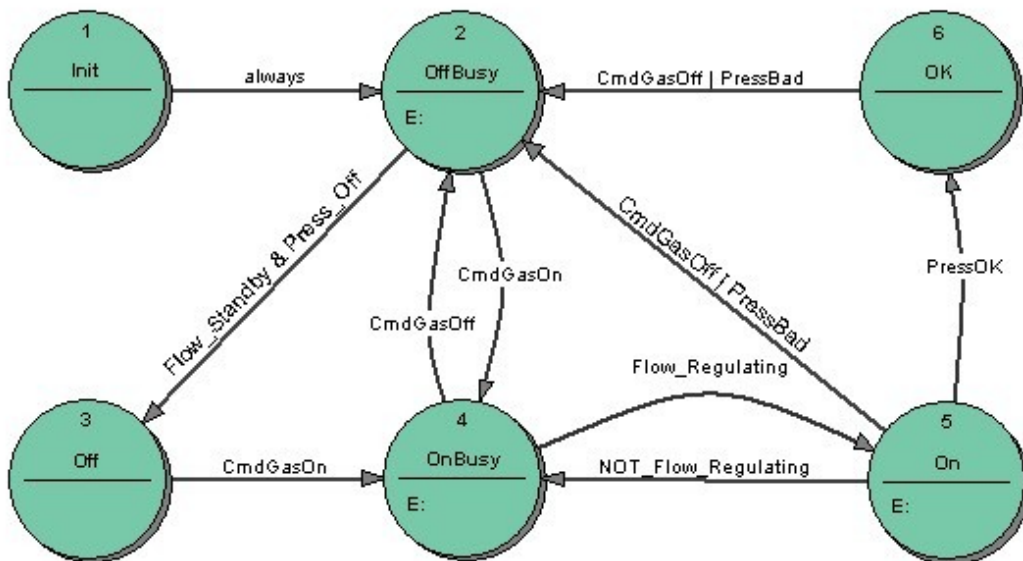 1
Init
always
2
OffBusy
E:
CmdGasOff | PressBad
6
OK
Flow_Standby & Press_Off
CmdGasOn
CmdGasOff
CmdGasOff | PressBad
PressOK
Flow_Regulating
3
Off
CmdGasOn
4
OnBusy
E:
NOT_Flow_Regulating
5
On
E: